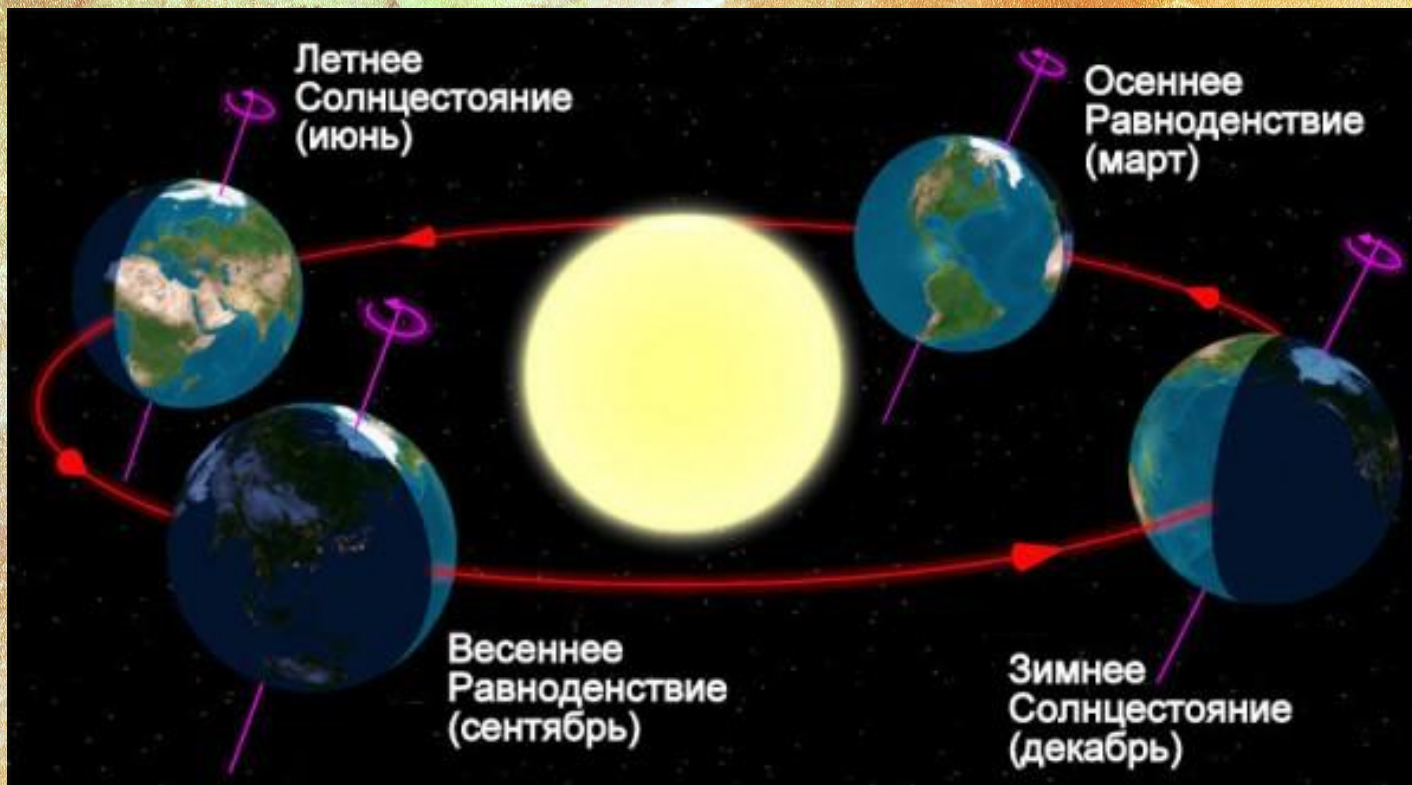 Летнее
Солнцестояние
(июнь)
Осеннее
Равноденствие
(март)
Весеннее
Равноденствие
(сентябрь)
Зимнее
Солнцестояние
(декабрь)